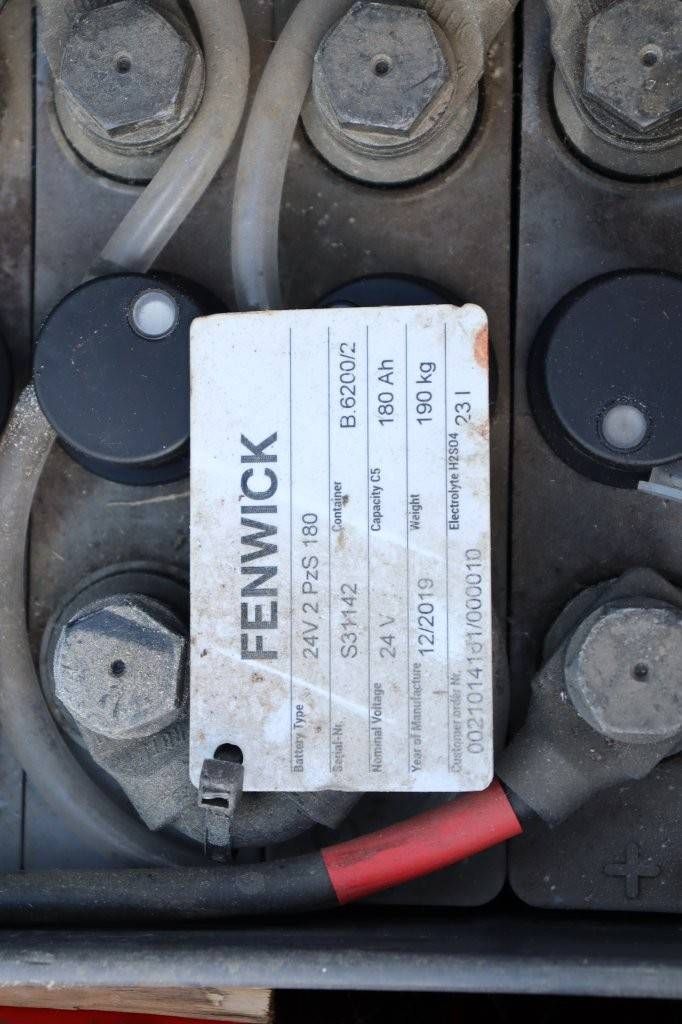 FENWICK
Battery Type 24V 2 PzS 180
Serial-Nr. S31142 Container B.6200/2
Nominal Voltage 24 V Capacity C5 180 Ah
Year of Manufacture 12/2019 Weight 190 kg
Customer order Nr. Electrolyte H2SO4 23 l
+